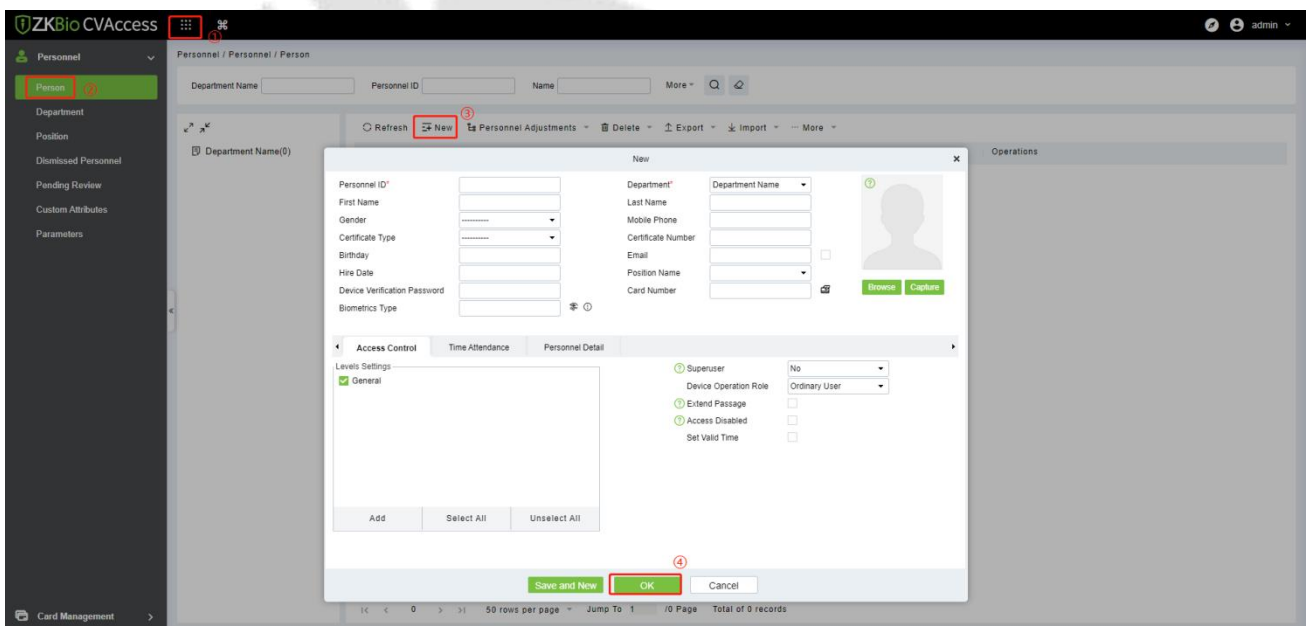 ZKBio CVAccess
①
admin
Personnel
Personnel / Personnel / Person
Person ②
Department Name
Personnel ID
Name
More
Department
Position
Dismissed Personnel
Pending Review
Custom Attributes
Parameters
③
Refresh New Personnel Adjustments Delete Export Import More
Department Name(0)
Operations
New
Personnel ID*
Department*
Department Name
First Name
Last Name
Gender
----------
Mobile Phone
Certificate Type
----------
Certificate Number
Birthday
Email
Hire Date
Position Name
Device Verification Password
Card Number
Browse Capture
Biometrics Type
Access Control Time Attendance Personnel Detail
Levels Settings
General
Superuser
No
Device Operation Role
Ordinary User
Extend Passage
Access Disabled
Set Valid Time
Add Select All Unselect All
④
Save and New OK Cancel
Card Management
0 50 rows per page Jump To 1 /0 Page Total of 0 records